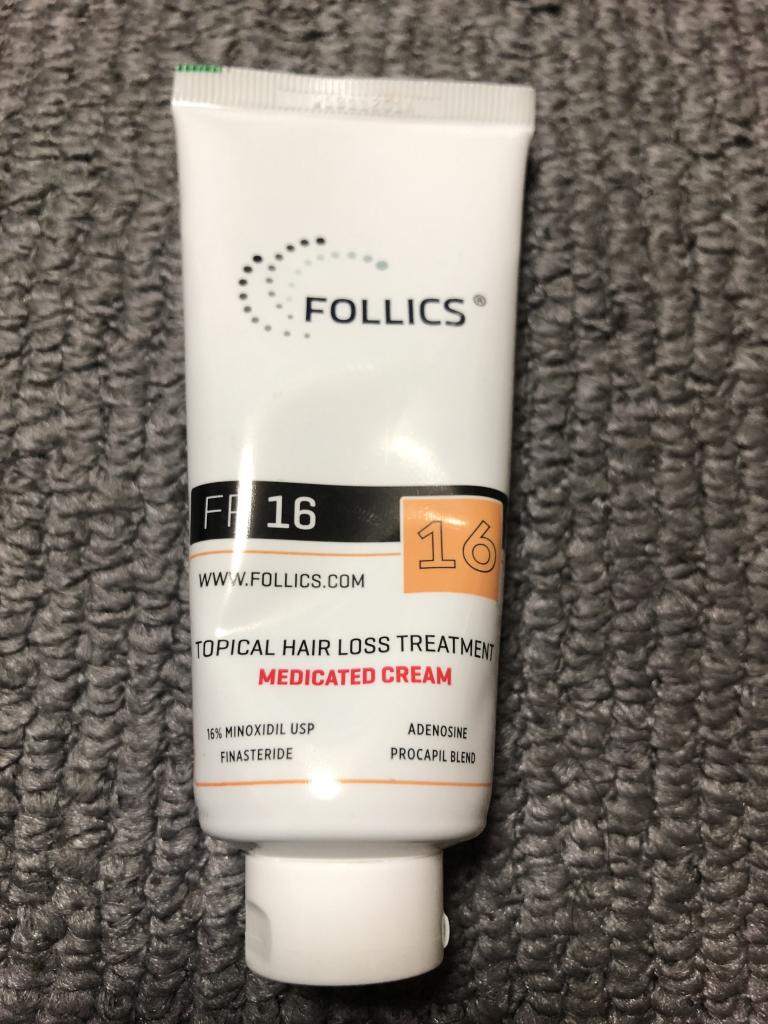 FOLLICS®
FR 16
16
WWW.FOLLICS.COM
TOPICAL HAIR LOSS TREATMENT
MEDICATED CREAM
16% MINOXIDIL USP
FINASTERIDE
ADENOSINE
PROCAPIL BLEND